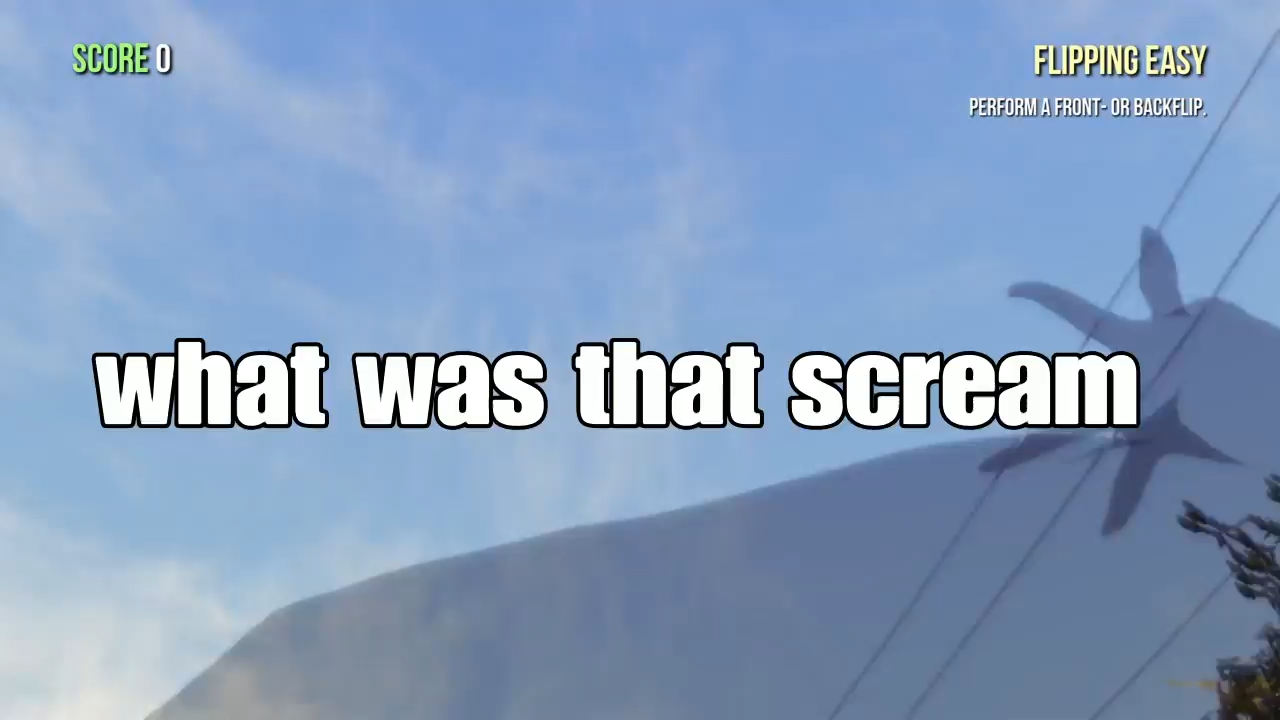 SCORE 0
FLIPPING EASY
PERFORM A FRONT- OR BACKFLIP.
what was that scream